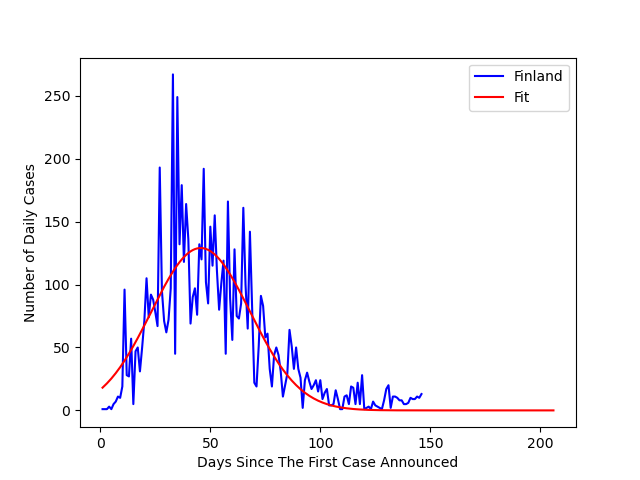 Finland
Fit
Number of Daily Cases
250
200
150
100
50
0
0 50 100 150 200
Days Since The First Case Announced